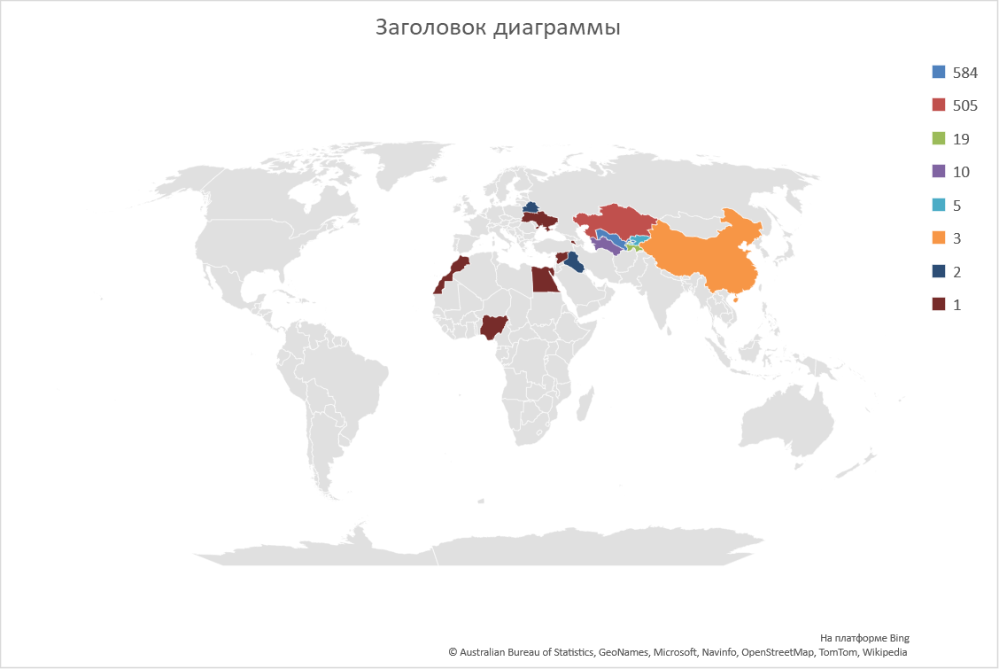 Заголовок диаграммы
584
505
19
10
5
3
2
1
На платформе Bing
© Australian Bureau of Statistics, GeoNames, Microsoft, Navinfo, OpenStreetMap, TomTom, Wikipedia